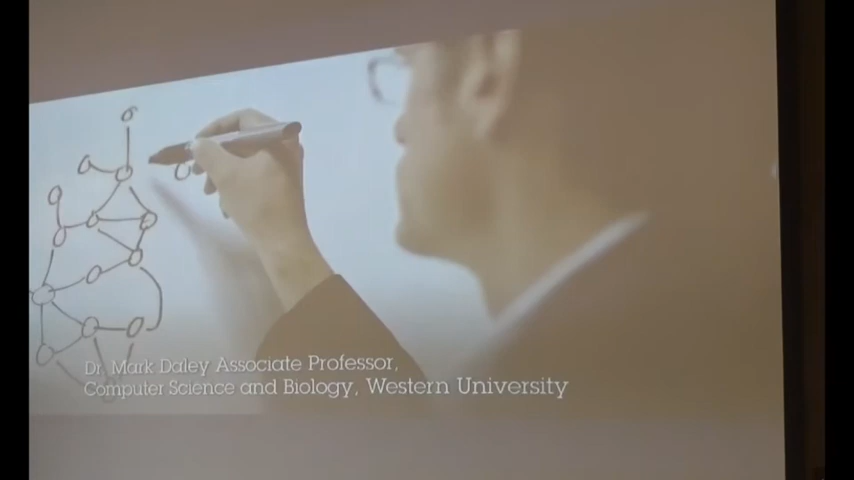 Dr. Mark Daley Associate Professor,
Computer Science and Biology, Western University